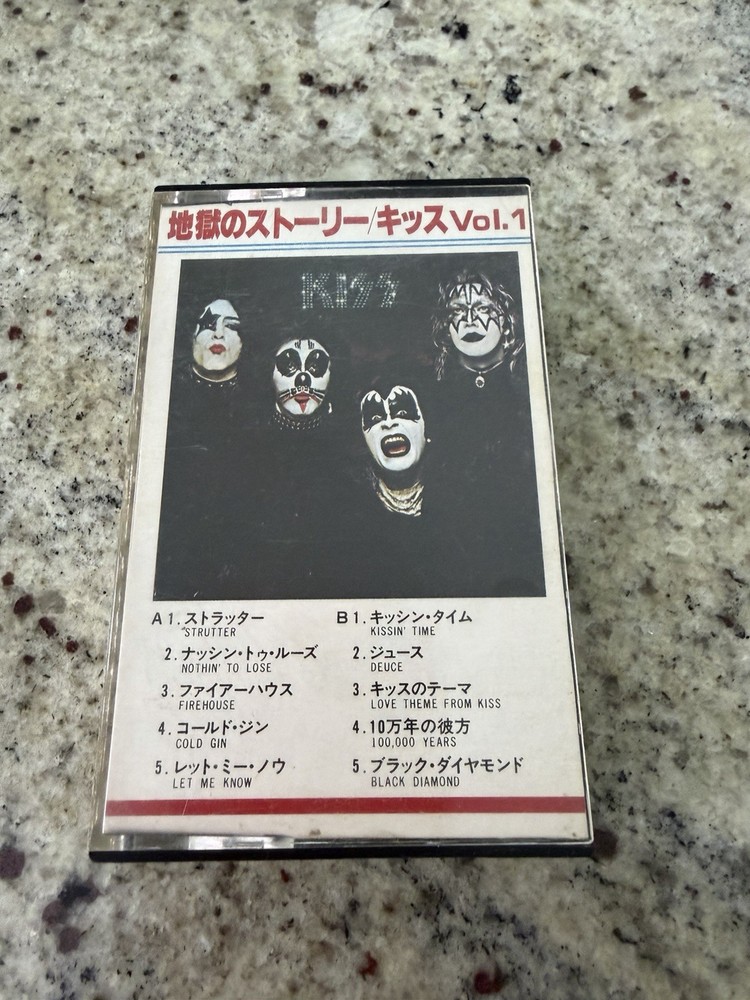 地獄のストーリー/キッス Vol.1
KISS
A 1. ストラッター
"STRUTTER
2. ナッシン・トゥ・ルーズ
NOTHIN' TO LOSE
3. ファイアーハウス
FIREHOUSE
4. コールド・ジン
COLD GIN
5. レット・ミー・ノウ
LET ME KNOW
B 1. キッシン・タイム
KISSIN' TIME
2. ジュース
DEUCE
3. キッスのテーマ
LOVE THEME FROM KISS
4. 10万年の彼方
100,000 YEARS
5. ブラック・ダイヤモンド
BLACK DIAMOND